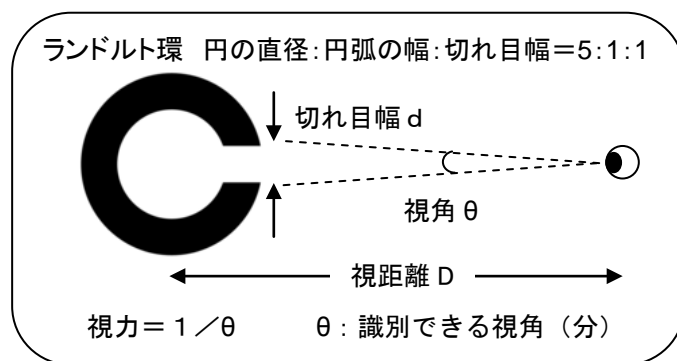 ランドルト環 円の直径:円弧の幅:切れ目幅=5:1:1
切れ目幅 d
視角 θ
視距離 D
視力=1/θ θ:識別できる視角(分)